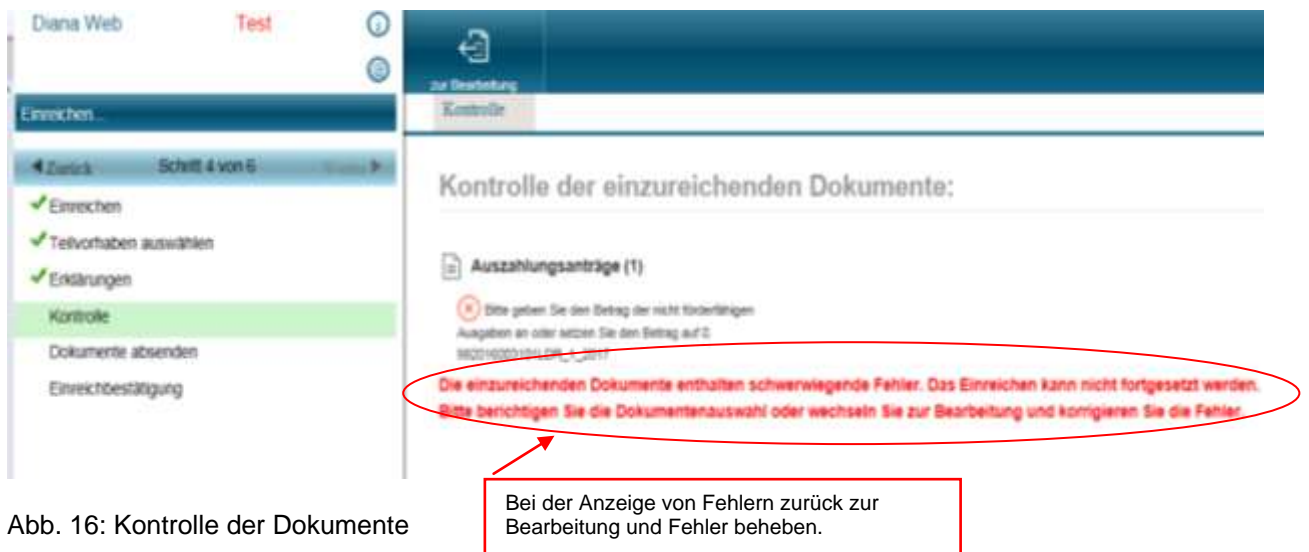 Diana Web Test
zur Bearbeitung
Einreichen...
Kontrolle
Zurück Schritt 4 von 6
Kontrolle der einzureichenden Dokumente:
Einreichen
Teilvorhaben auswählen
Erklärungen
Kontrolle
Dokumente absenden
Einreichbestätigung
Auszahlungsanträge (1)
Bitte geben Sie den Betrag der nicht förderfähigen
Ausgaben an oder setzen Sie den Betrag auf 0.
Die einzureichenden Dokumente enthalten schwerwiegende Fehler. Das Einreichen kann nicht fortgesetzt werden.
Bitte berichtigen Sie die Dokumentenauswahl oder wechseln Sie zur Bearbeitung und korrigieren Sie die Fehler.
Bei der Anzeige von Fehlern zurück zur
Bearbeitung und Fehler beheben.
Abb. 16: Kontrolle der Dokumente